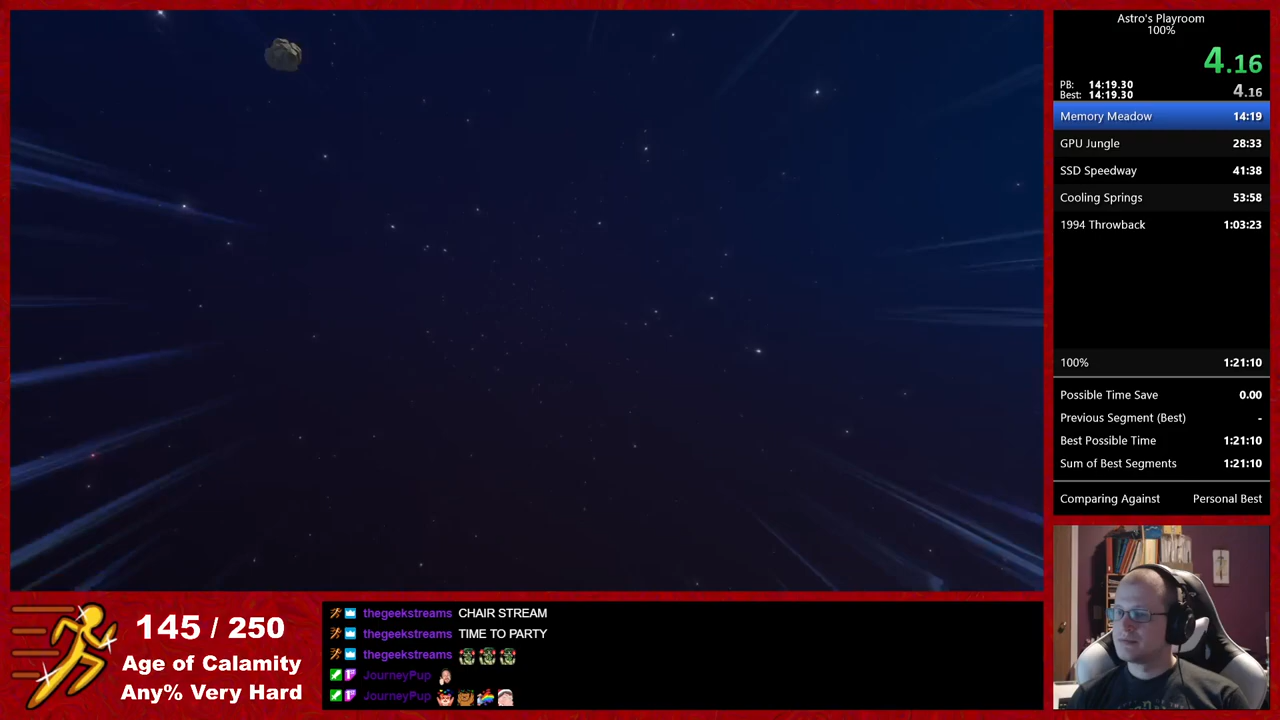 Astro's Playroom
100%
4.16
PB: 14:19.30
Best: 14:19.30 4.16
Memory Meadow 14:19
GPU Jungle 28:33
SSD Speedway 41:38
Cooling Springs 53:58
1994 Throwback 1:03:23
100% 1:21:10
Possible Time Save 0.00
Previous Segment (Best) -
Best Possible Time 1:21:10
Sum of Best Segments 1:21:10
Comparing Against Personal Best
145 / 250
Age of Calamity
Any% Very Hard
thegeekstreams CHAIR STREAM
thegeekstreams TIME TO PARTY
thegeekstreams
JourneyPup
JourneyPup